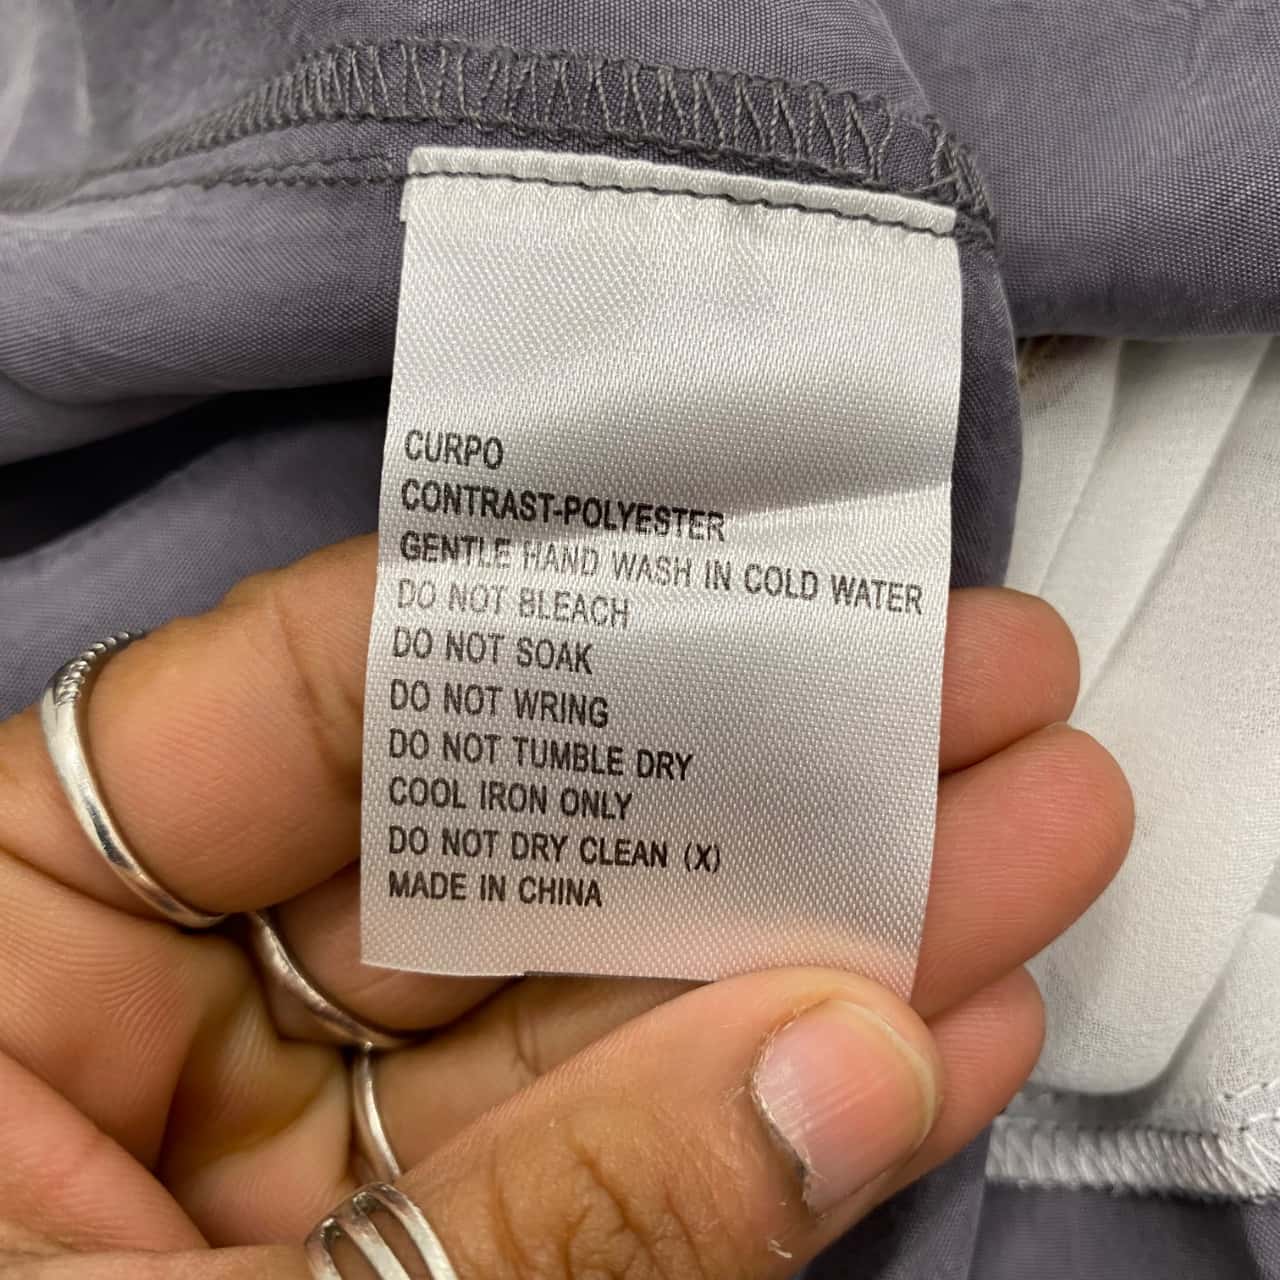 CURPO
CONTRAST-POLYESTER
GENTLE HAND WASH IN COLD WATER
DO NOT BLEACH
DO NOT SOAK
DO NOT WRING
DO NOT TUMBLE DRY
COOL IRON ONLY
DO NOT DRY CLEAN (X)
MADE IN CHINA